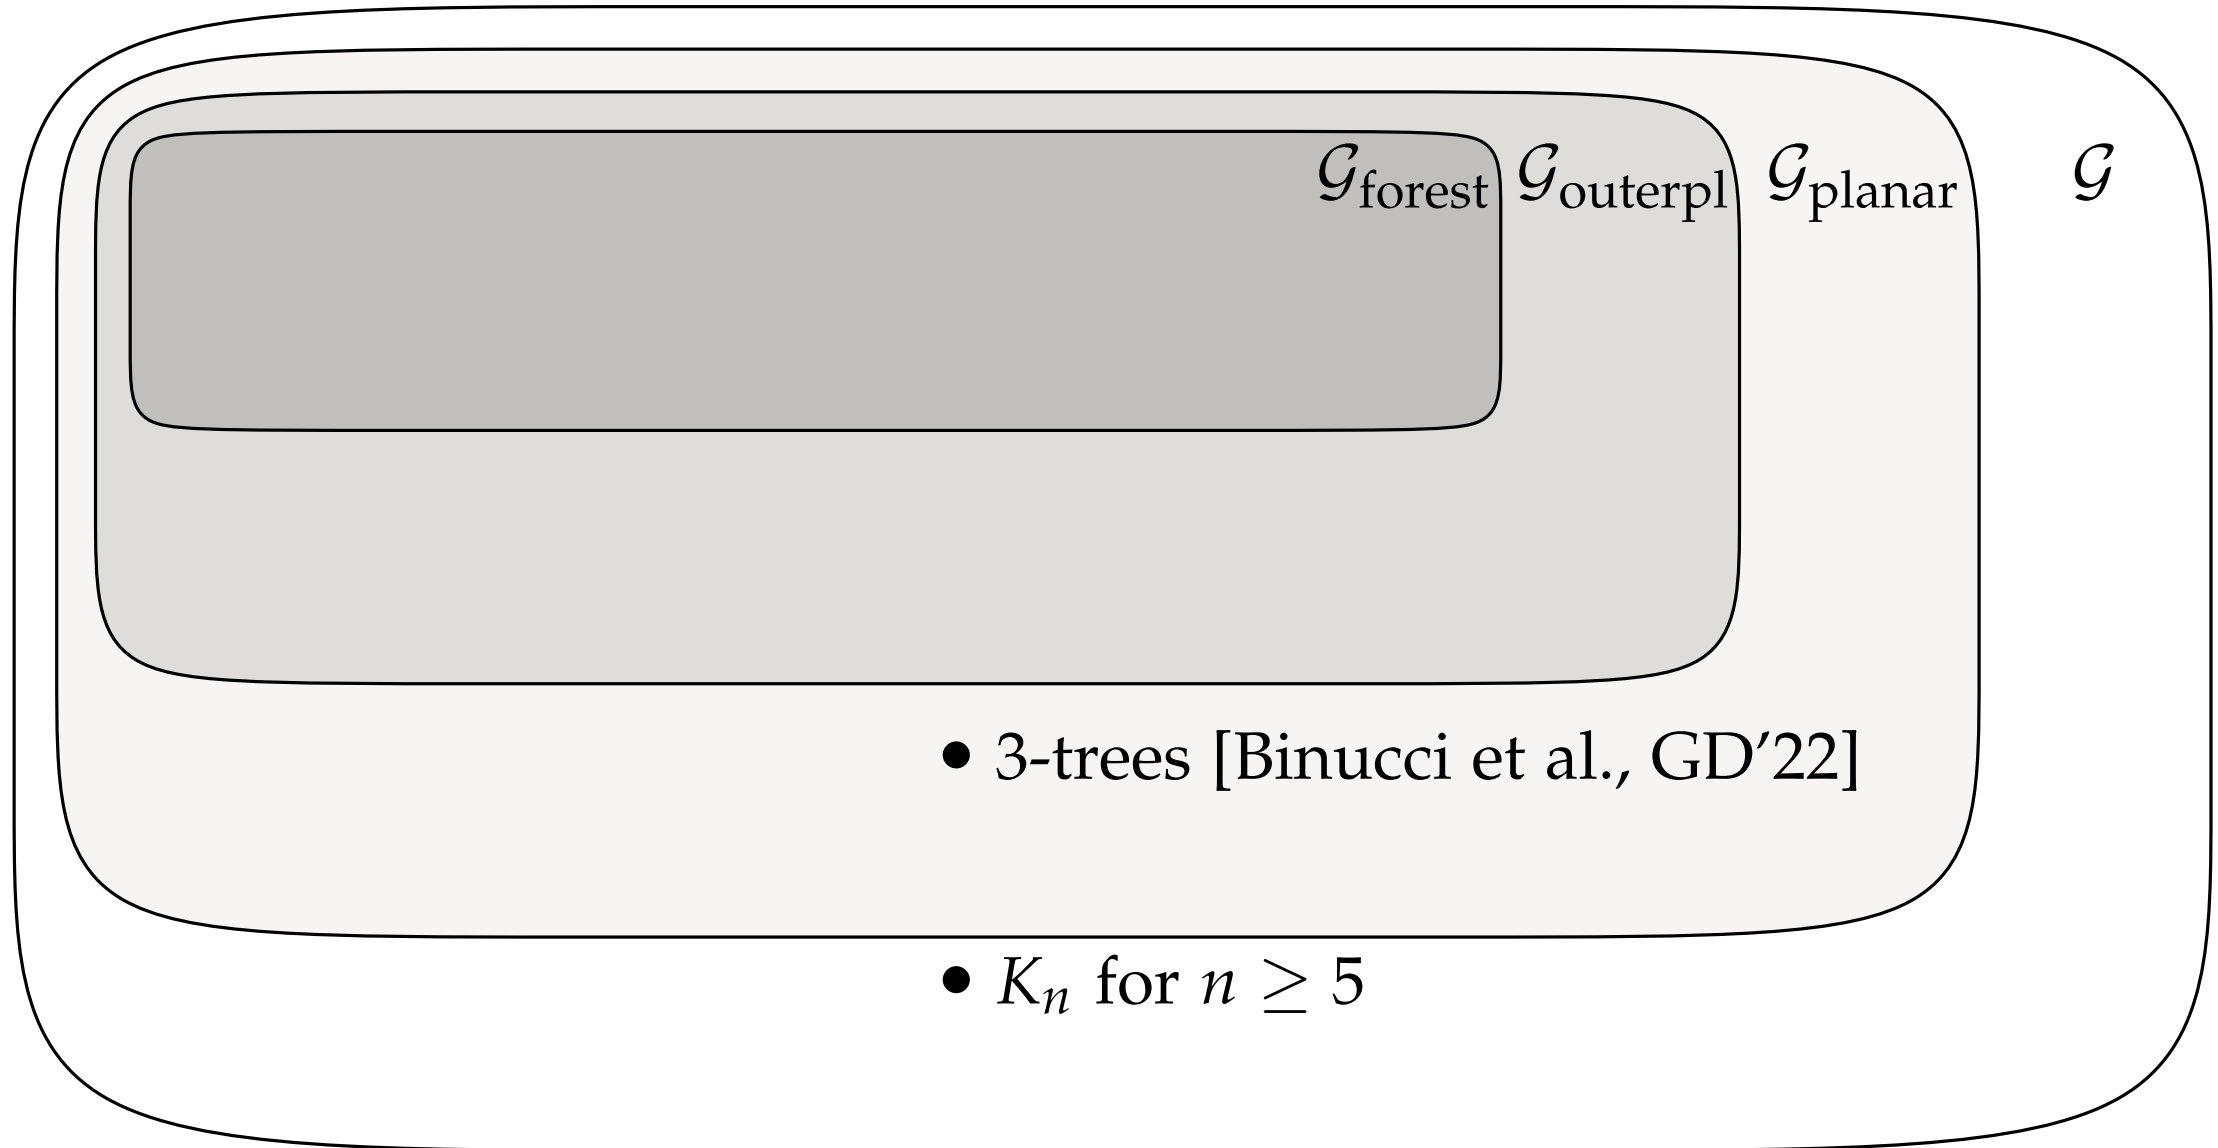 𝒢forest 𝒢outerpl 𝒢planar 𝒢
• 3-trees [Binucci et al., GD’22]
• Kn for n ≥ 5